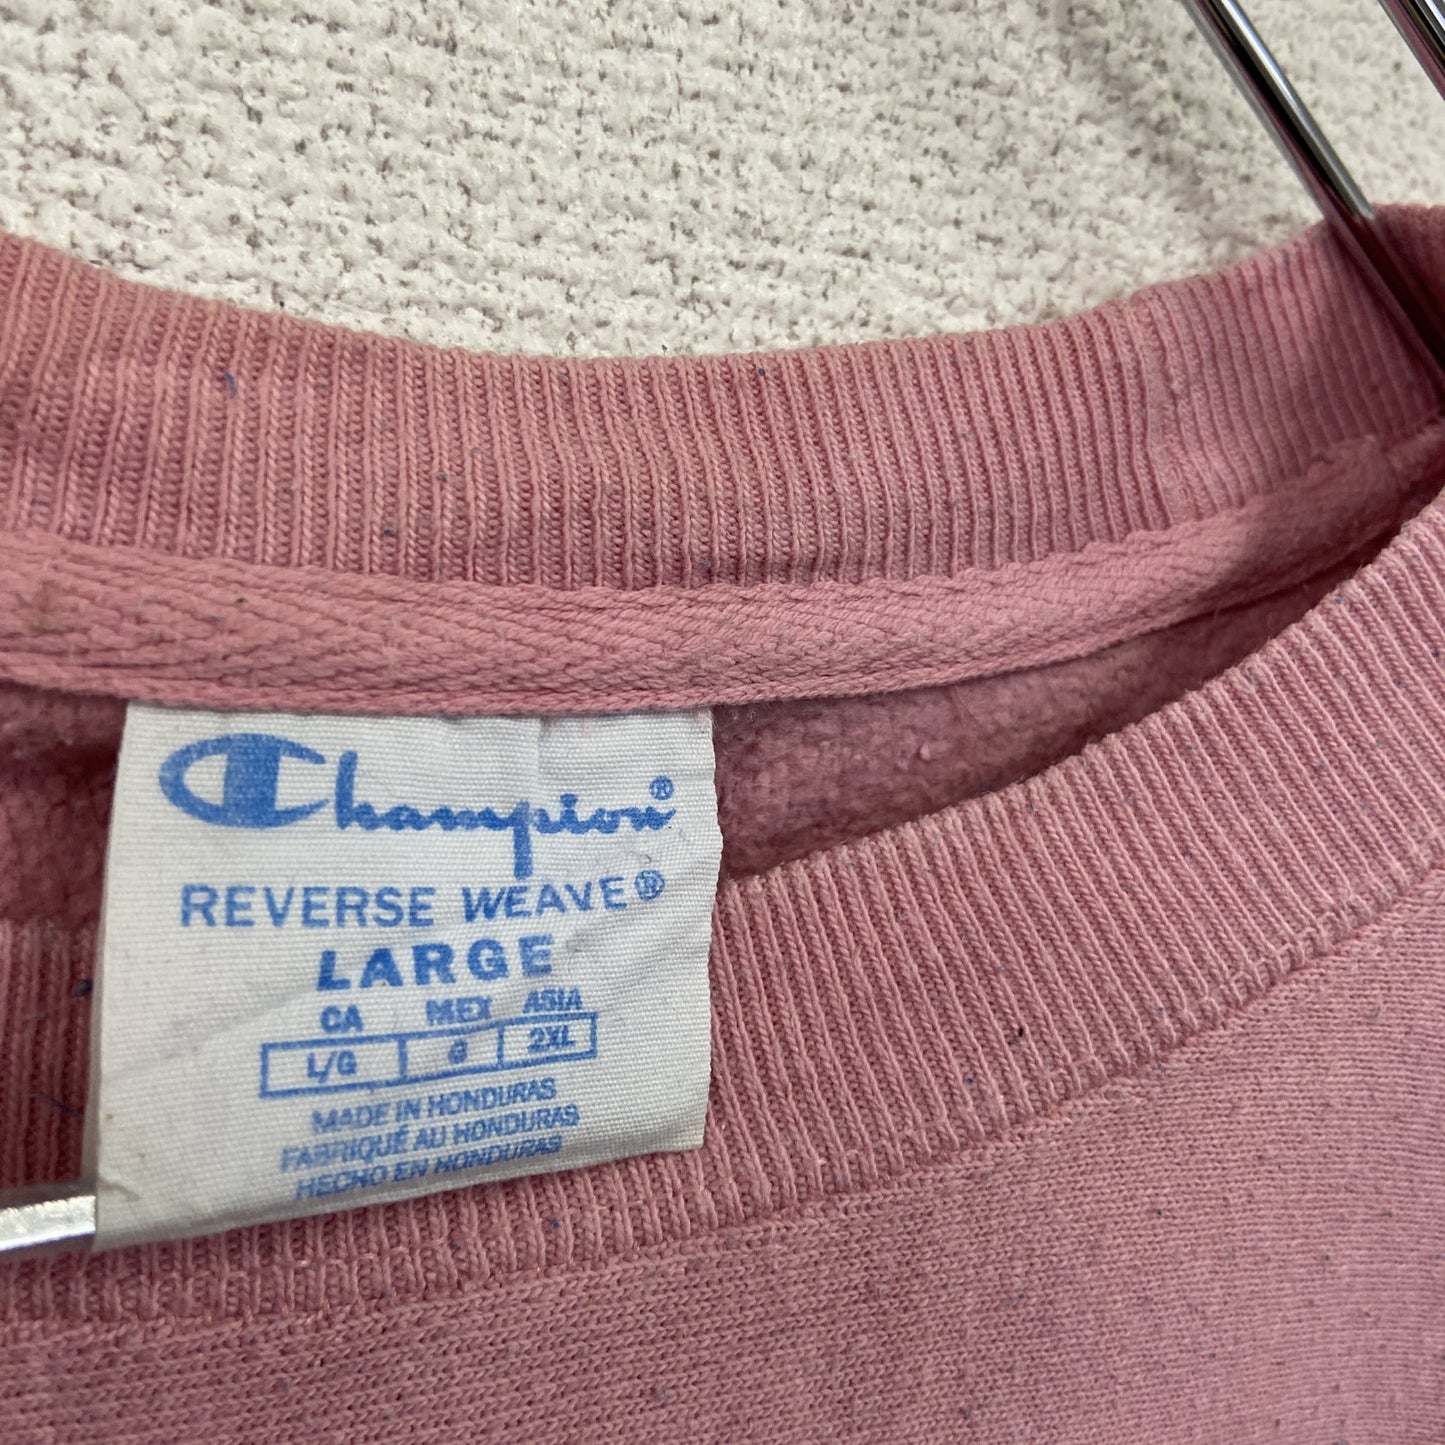 Champion®
REVERSE WEAVE®
LARGE
CA MEX ASIA
L/G G 2XL
MADE IN HONDURAS
FABRIQUÉ AU HONDURAS
HECHO EN HONDURAS